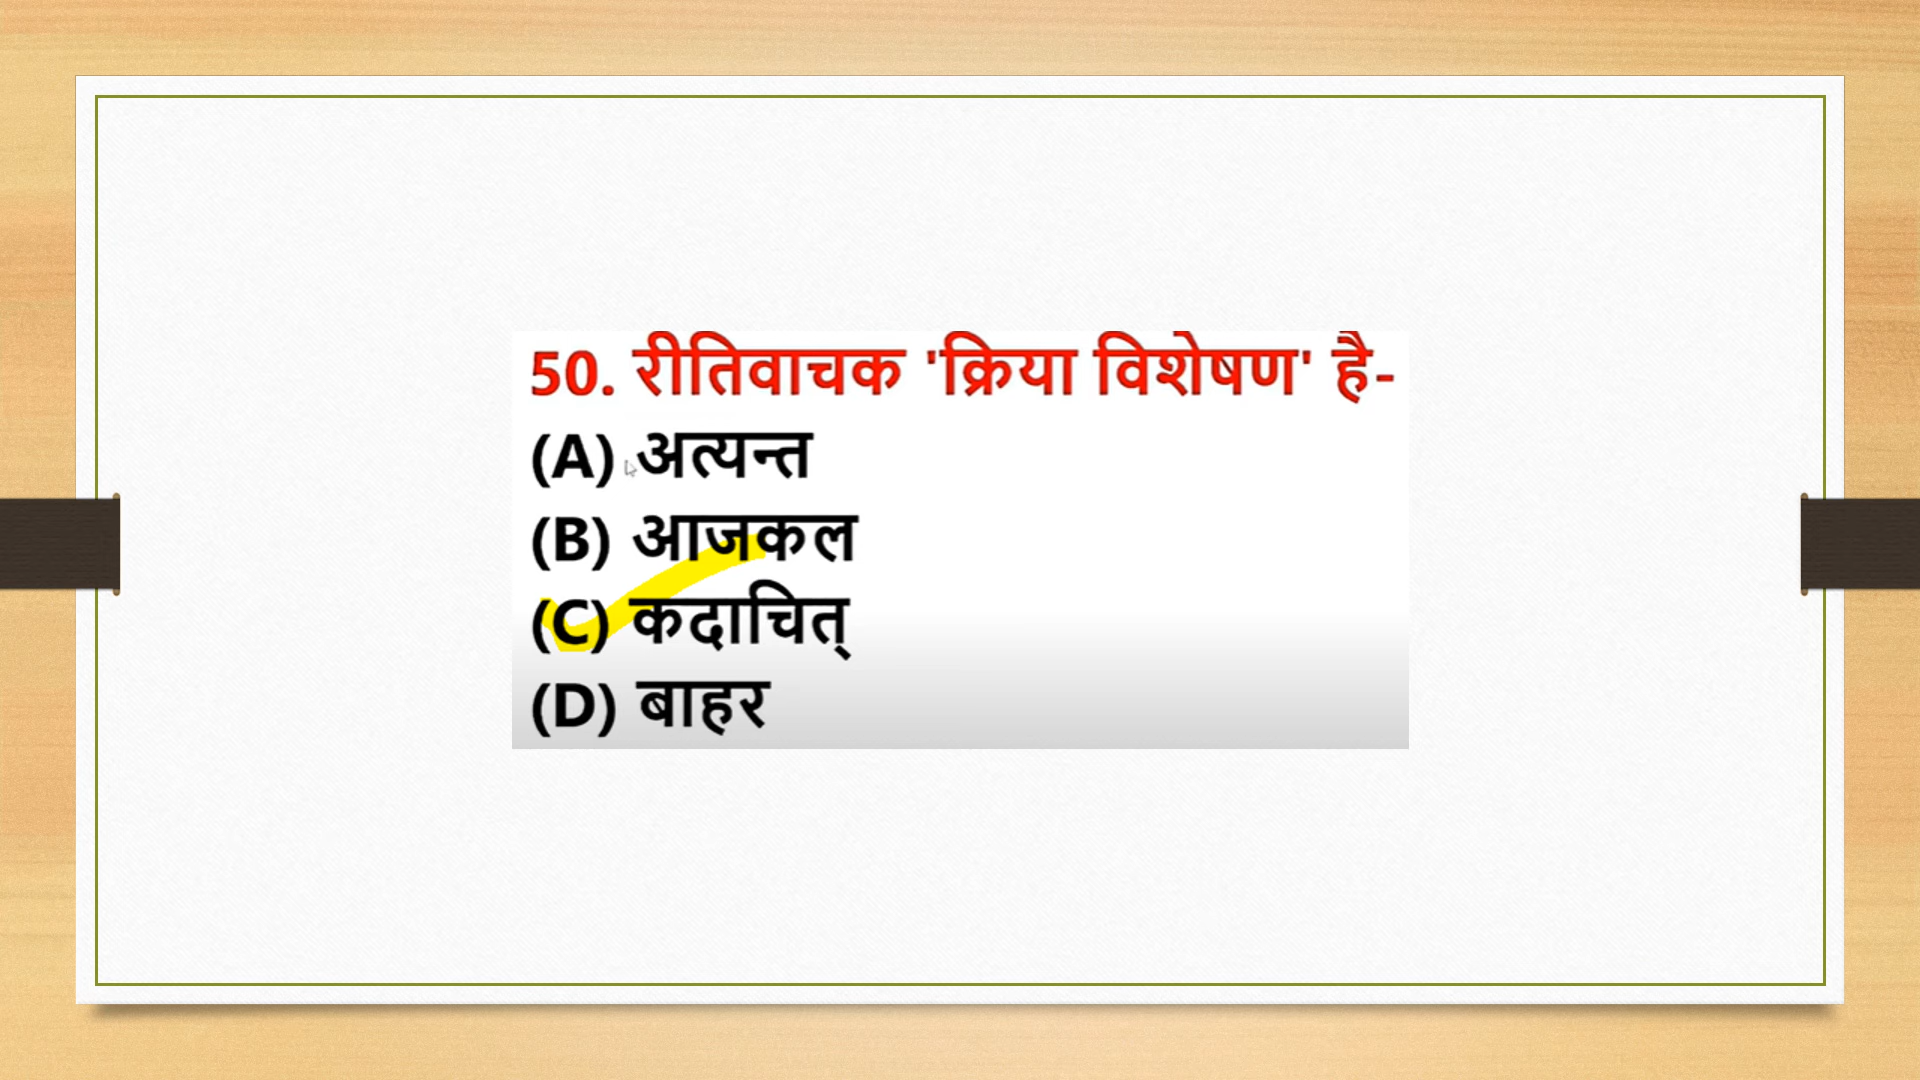 50. रीतिवाचक 'क्रिया विशेषण' है-
(A) अत्यन्त
(B) आजकल
(C) कदाचित्
(D) बाहर